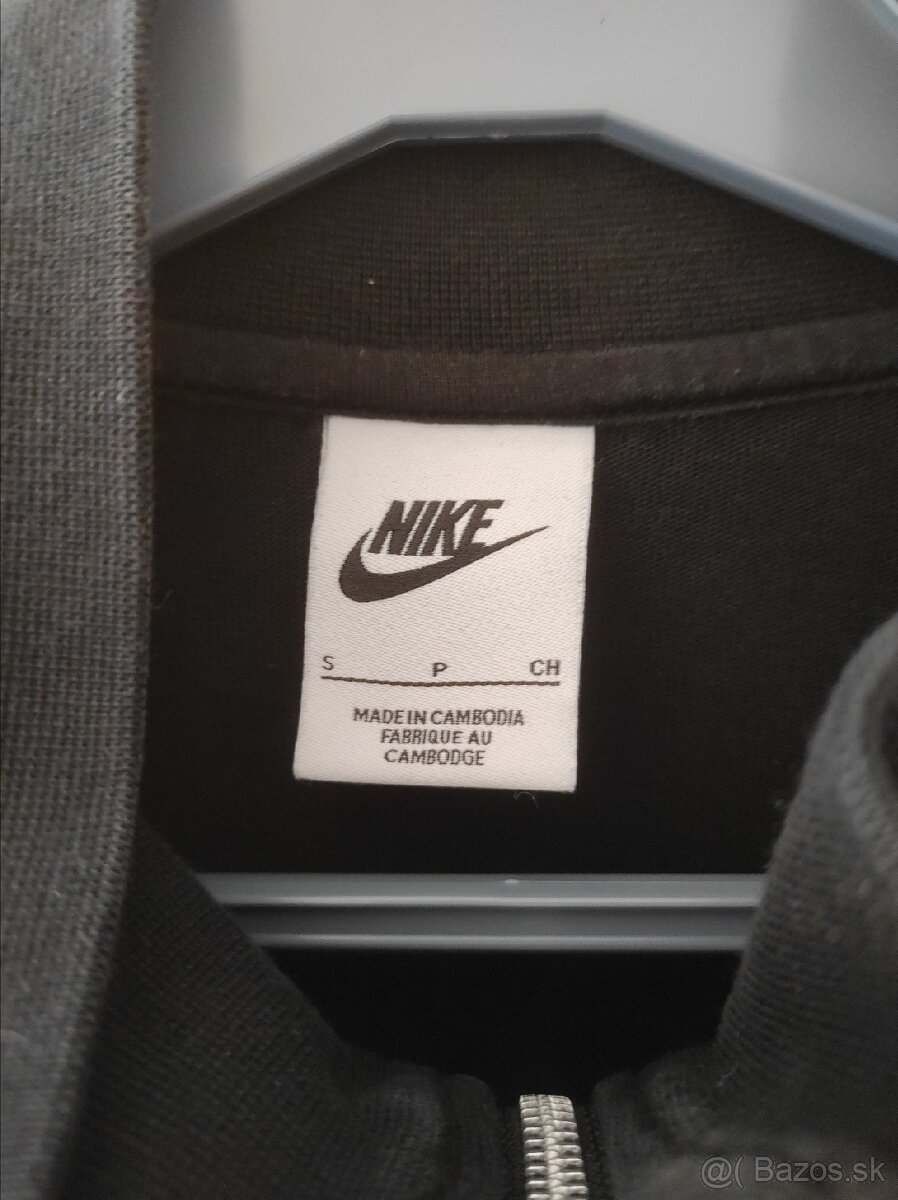 NIKE
S P CH
MADE IN CAMBODIA
FABRIQUE AU
CAMBODGE
@( Bazos.sk